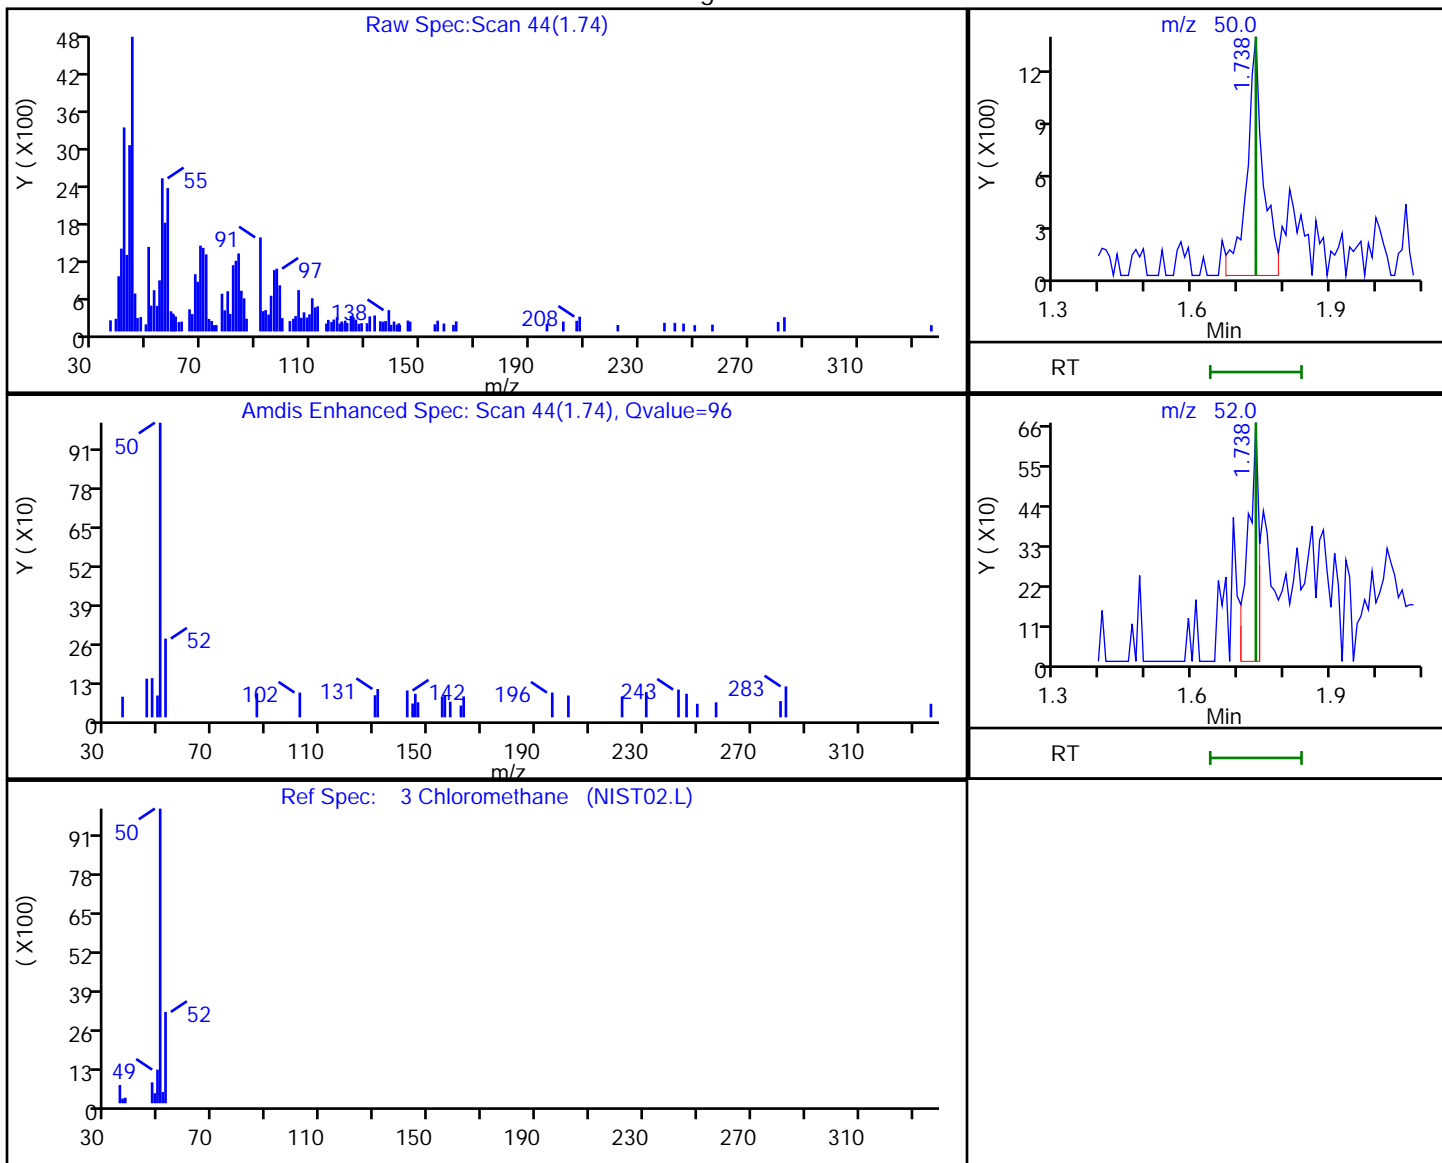 Raw Spec:Scan 44(1.74)
Y ( X100)
48
42
36
30
24
18
12
6
0
55
91
97
138
208
30 70 110 150 190 230 270 310
m/z
m/z 50.0
Y ( X100)
12
9
6
3
0
1.738
1.3 1.6 1.9
Min
RT
Amdis Enhanced Spec: Scan 44(1.74), Qvalue=96
Y ( X10)
91
78
65
52
39
26
13
0
50
52
102
131
142
196
243
283
30 70 110 150 190 230 270 310
m/z
m/z 52.0
Y ( X10)
66
55
44
33
22
11
0
1.738
1.3 1.6 1.9
Min
RT
Ref Spec: 3 Chloromethane (NIST02.L)
( X100)
91
78
65
52
39
26
13
0
50
52
49
30 70 110 150 190 230 270 310